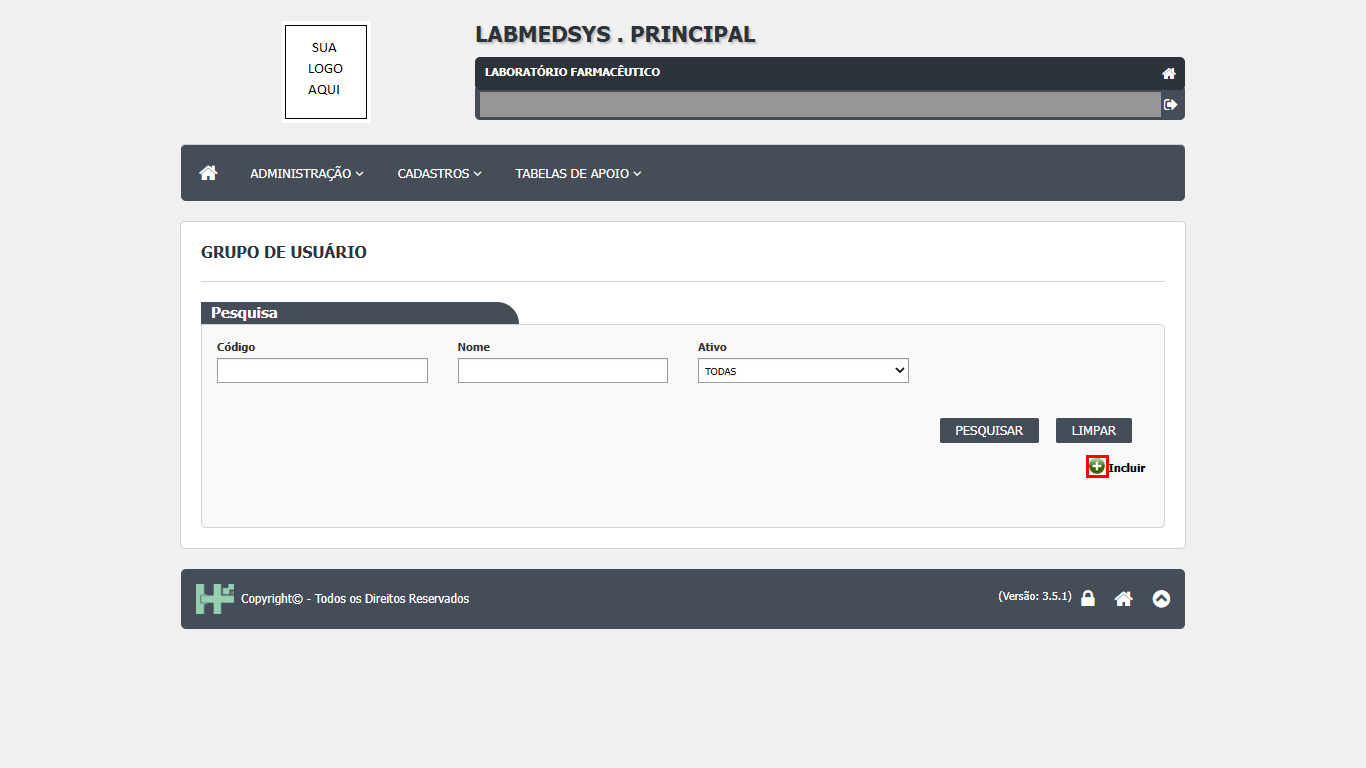 SUA
LOGO
AQUI
LABMEDSYS . PRINCIPAL
LABORATÓRIO FARMACÊUTICO
ADMINISTRAÇÃO CADASTROS TABELAS DE APOIO
GRUPO DE USUÁRIO
Pesquisa
Código Nome Ativo
TODAS
PESQUISAR LIMPAR
Incluir
Copyright© - Todos os Direitos Reservados (Versão: 3.5.1)